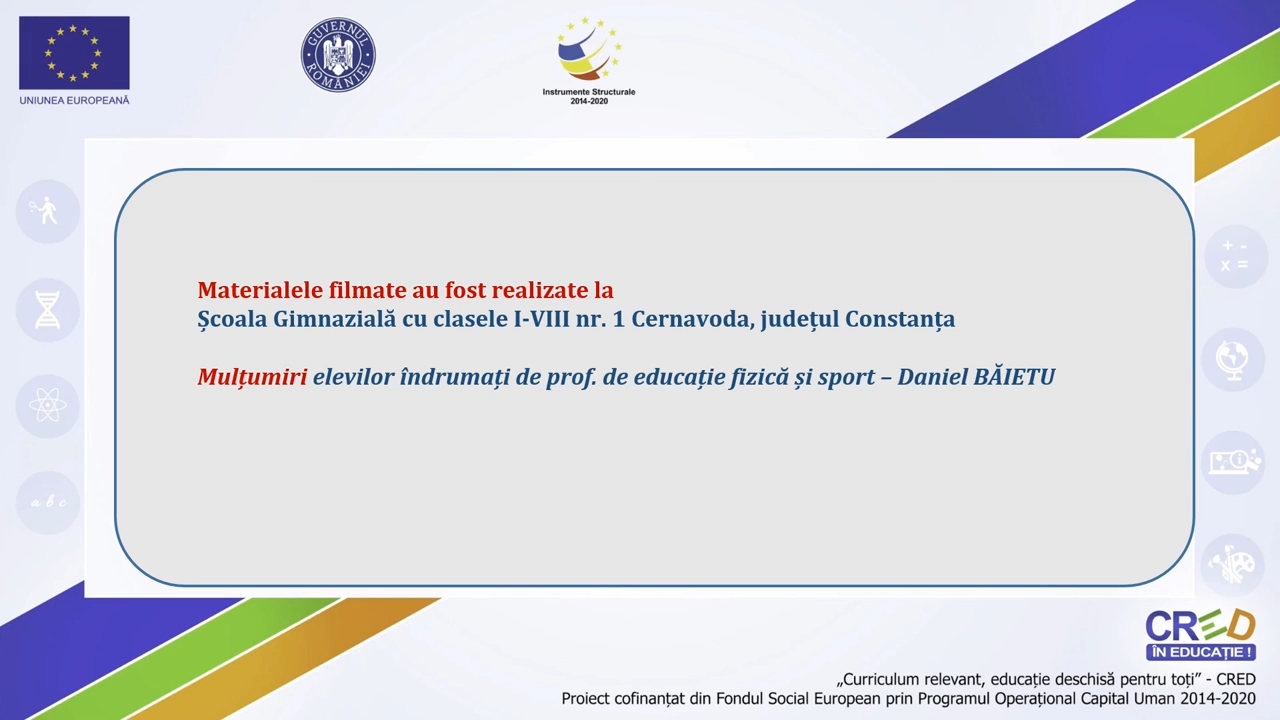 UNIUNEA EUROPEANĂ
GUVERNUL ROMÂNIEI
Instrumente Structurale
2014-2020
Materialele filmate au fost realizate la
Școala Gimnazială cu clasele I-VIII nr. 1 Cernavoda, județul Constanța
Mulțumiri elevilor îndrumați de prof. de educație fizică și sport – Daniel BĂIETU
+ -
x =
a b c
i
CRED
ÎN EDUCAȚIE !
„Curriculum relevant, educație deschisă pentru toți” - CRED
Proiect cofinanțat din Fondul Social European prin Programul Operațional Capital Uman 2014-2020